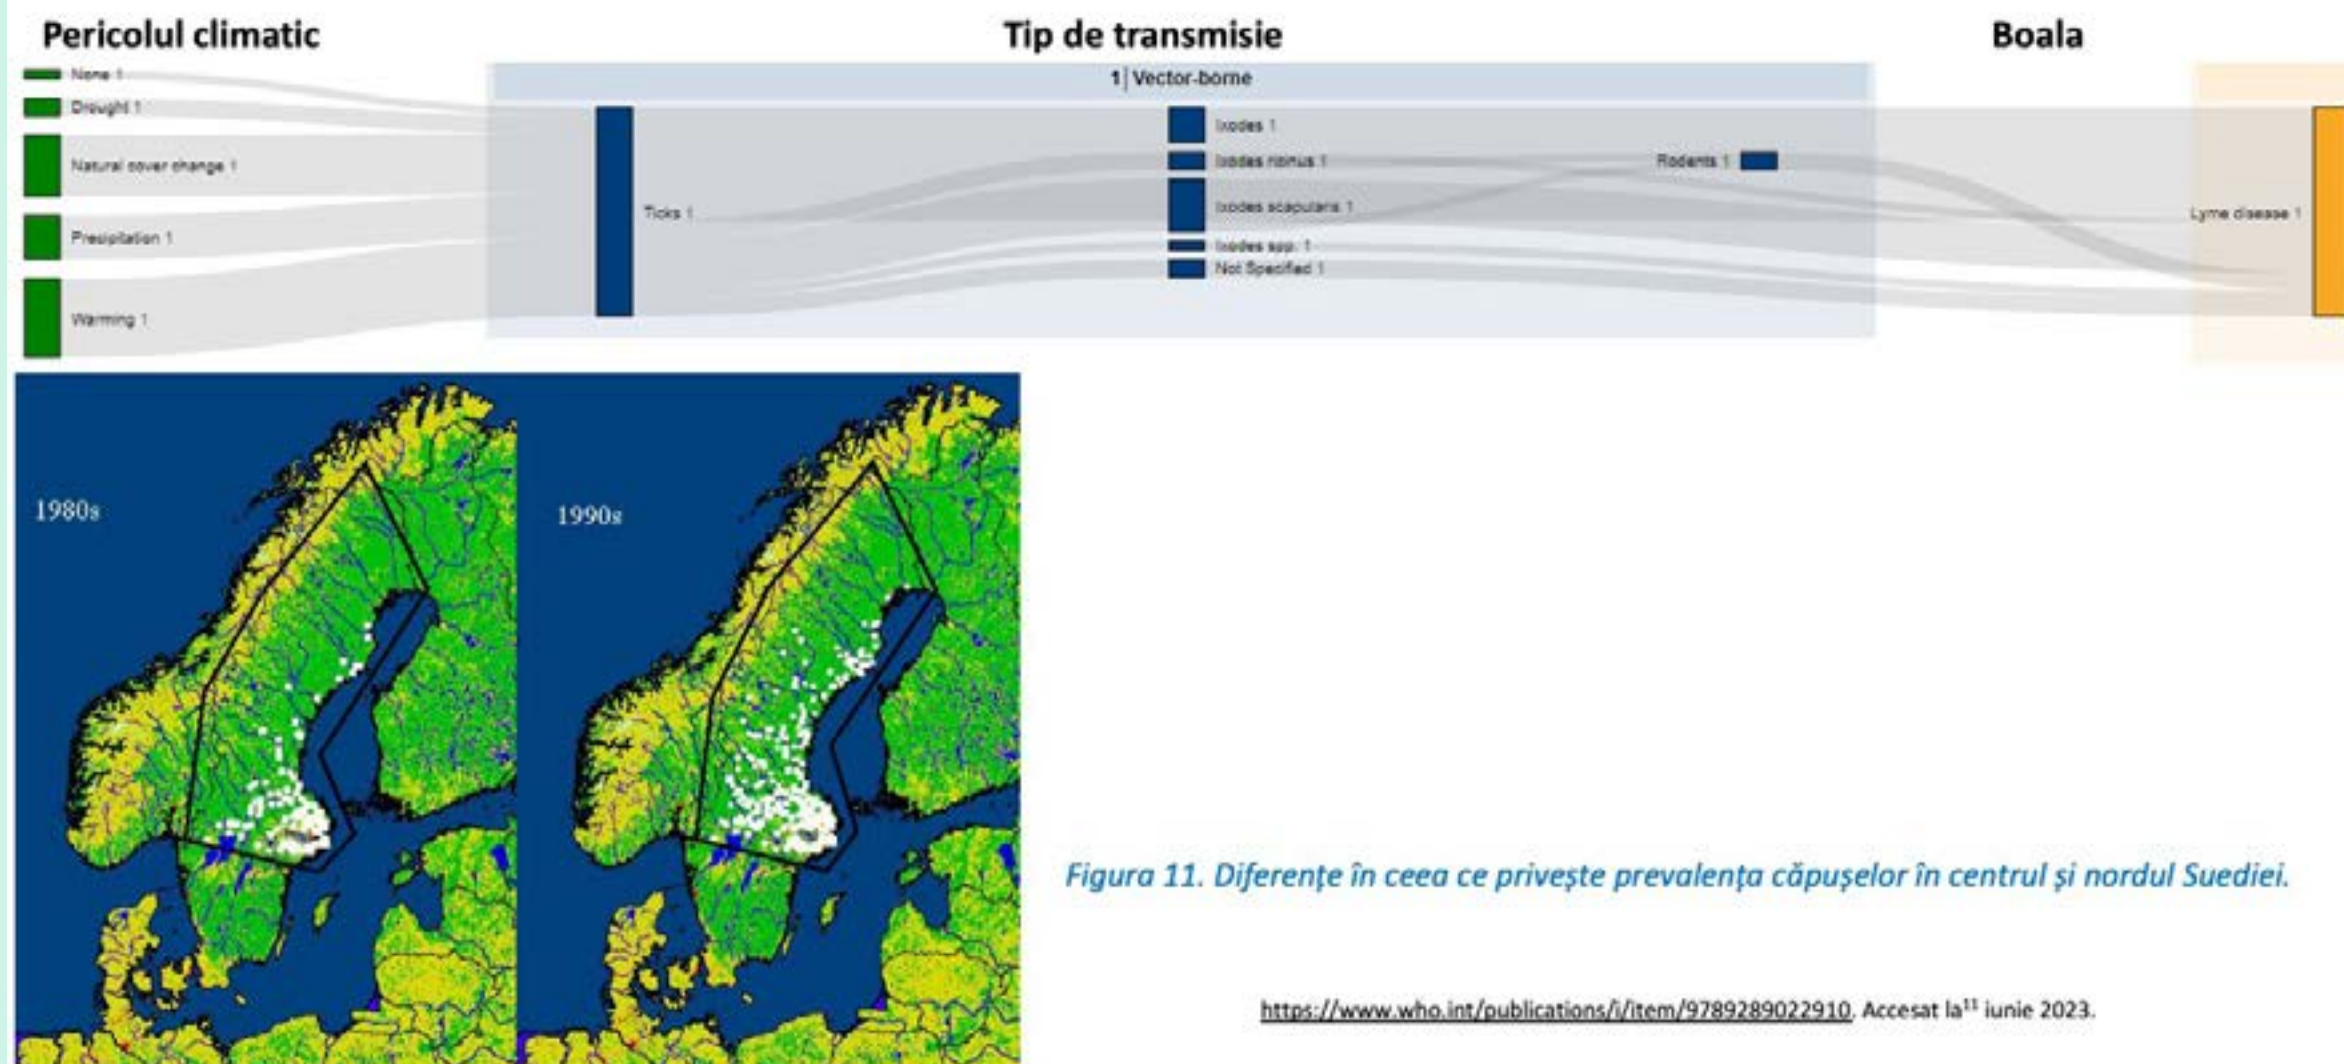 Pericolul climatic
Tip de transmisie
Boala
None 1
Drought 1
Natural cover change 1
Precipitation 1
Warming 1
1| Vector-borne
Ticks 1
Ixodes 1
Ixodes ricinus 1
Ixodes scapularis 1
Ixodes spp. 1
Not Specified 1
Rodents 1
Lyme disease 1
1980s
1990s
Figura 11. Diferențe în ceea ce privește prevalența căpușelor în centrul și nordul Suediei.
https://www.who.int/publications/i/item/9789289022910. Accesat la¹¹ iunie 2023.